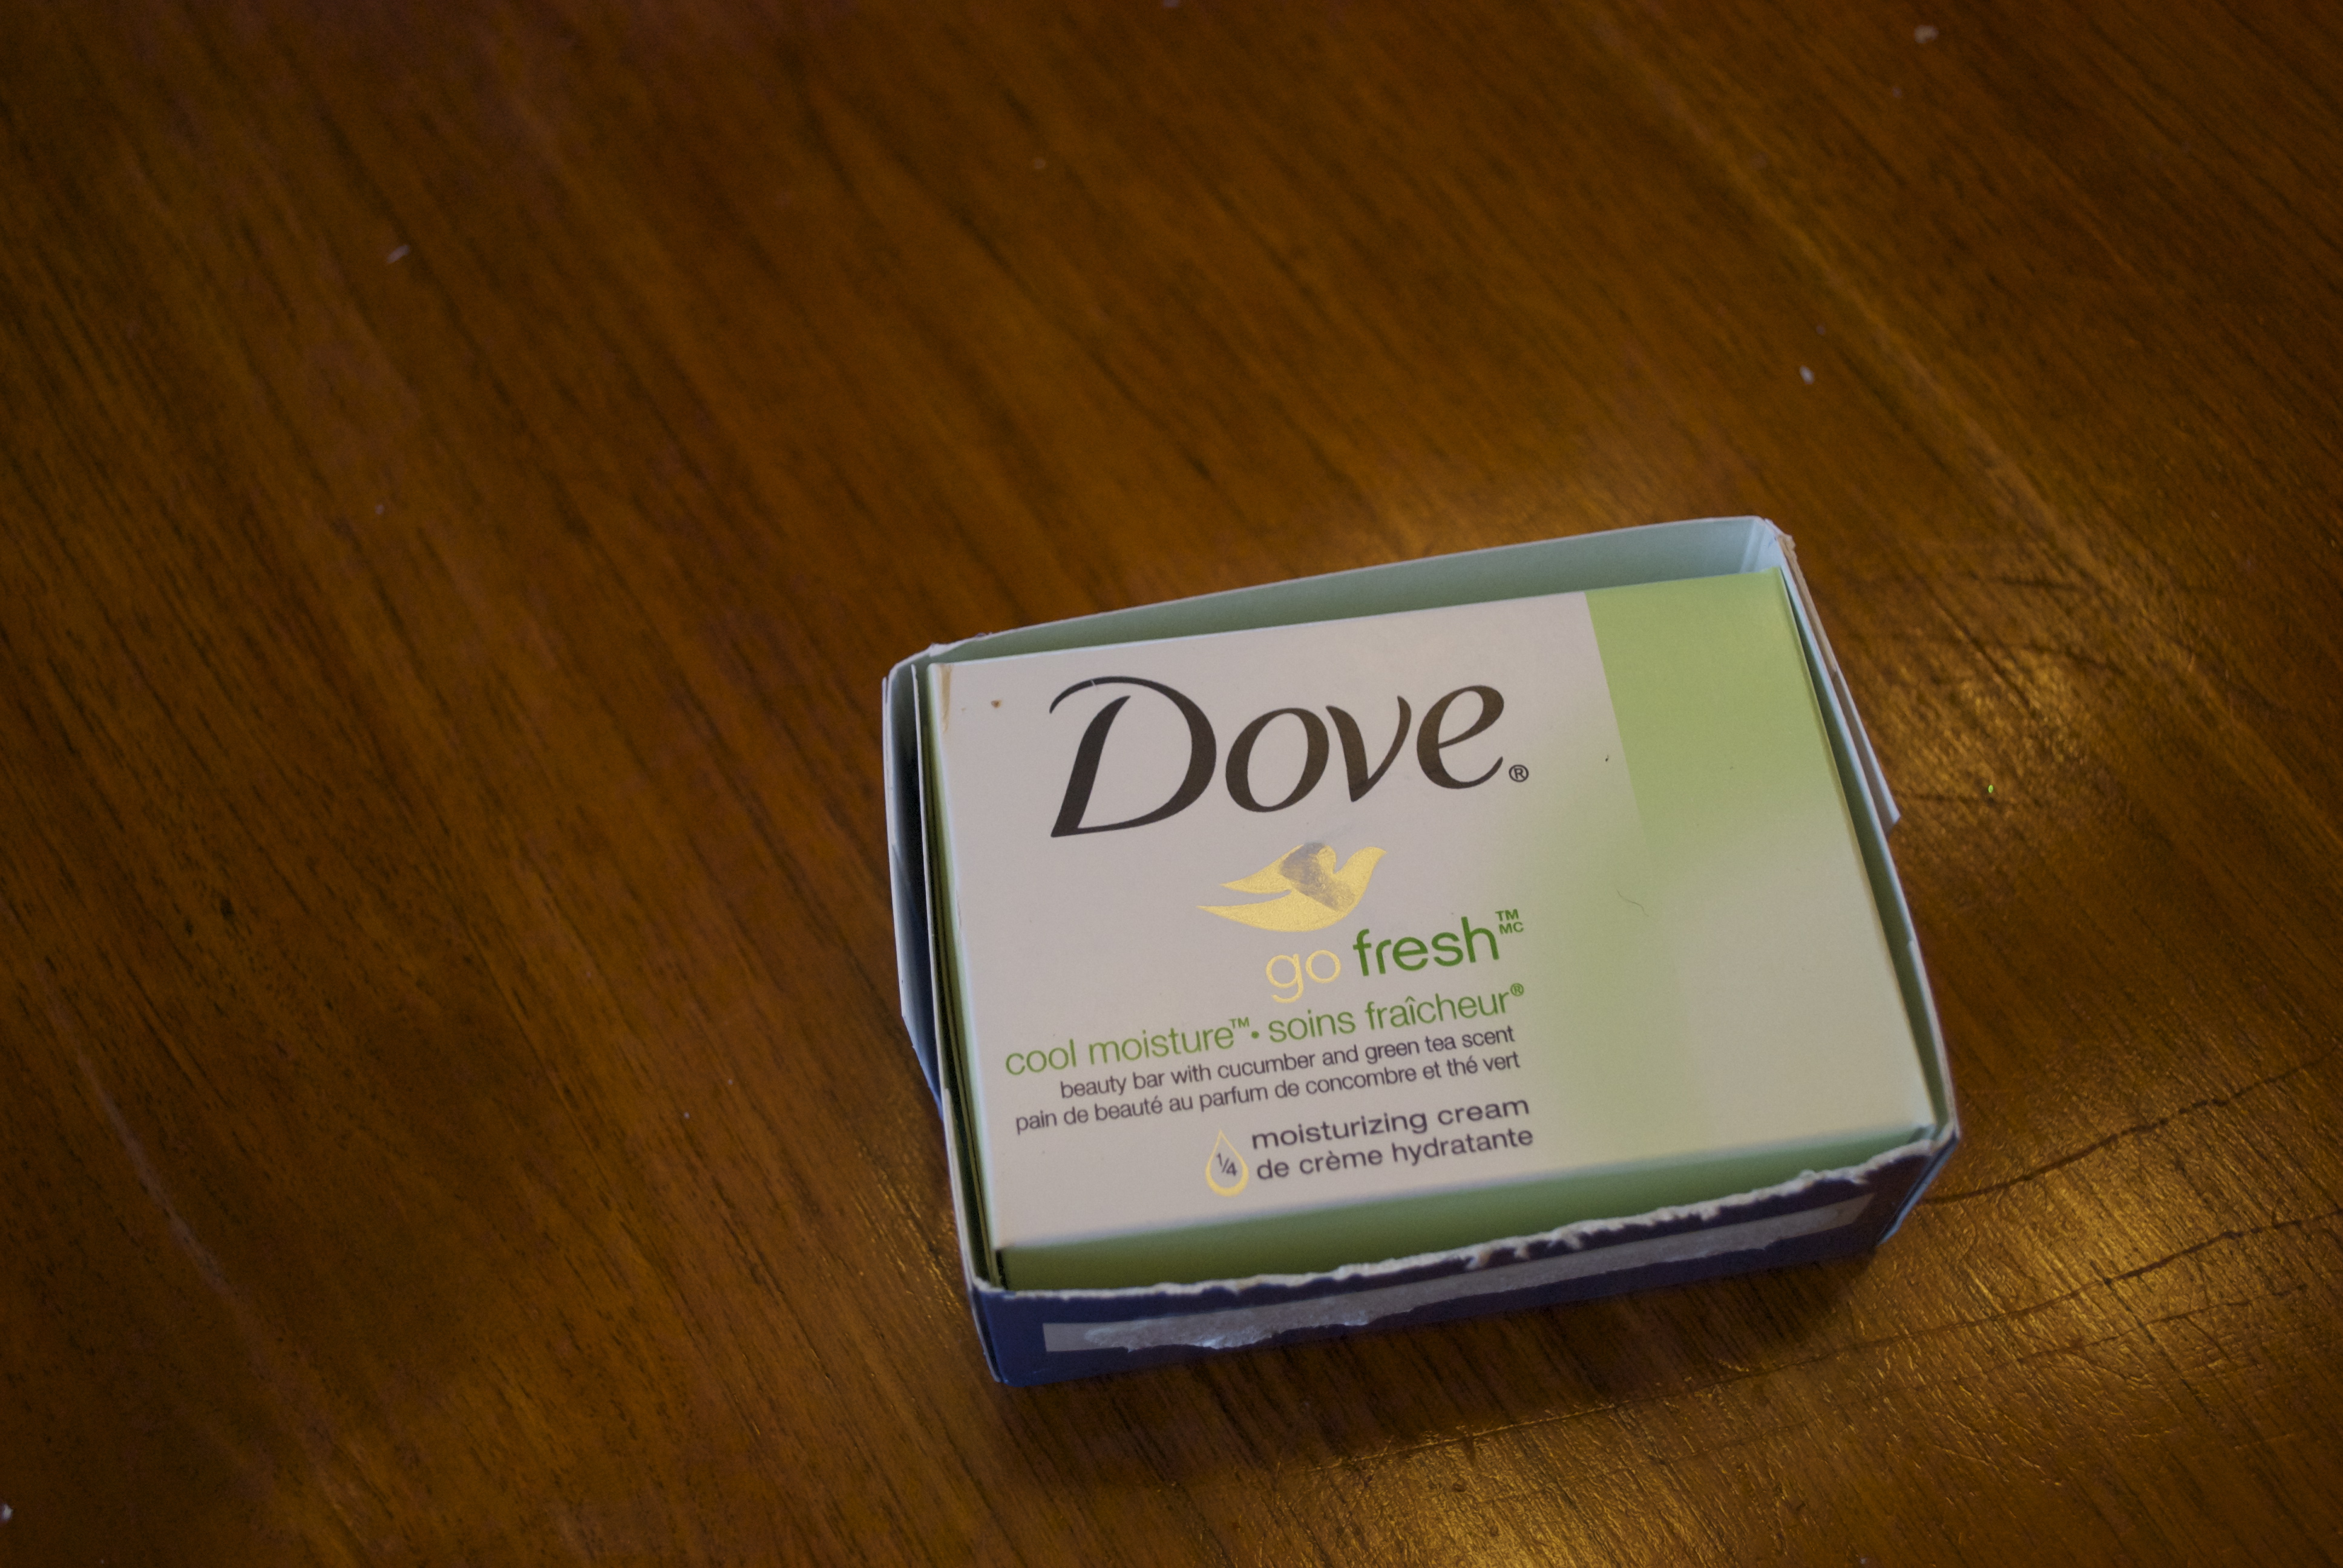 Dove®
go fresh™ MC
cool moisture™• soins fraîcheur®
beauty bar with cucumber and green tea scent
pain de beauté au parfum de concombre et thé vert
1/4 moisturizing cream
de crème hydratante